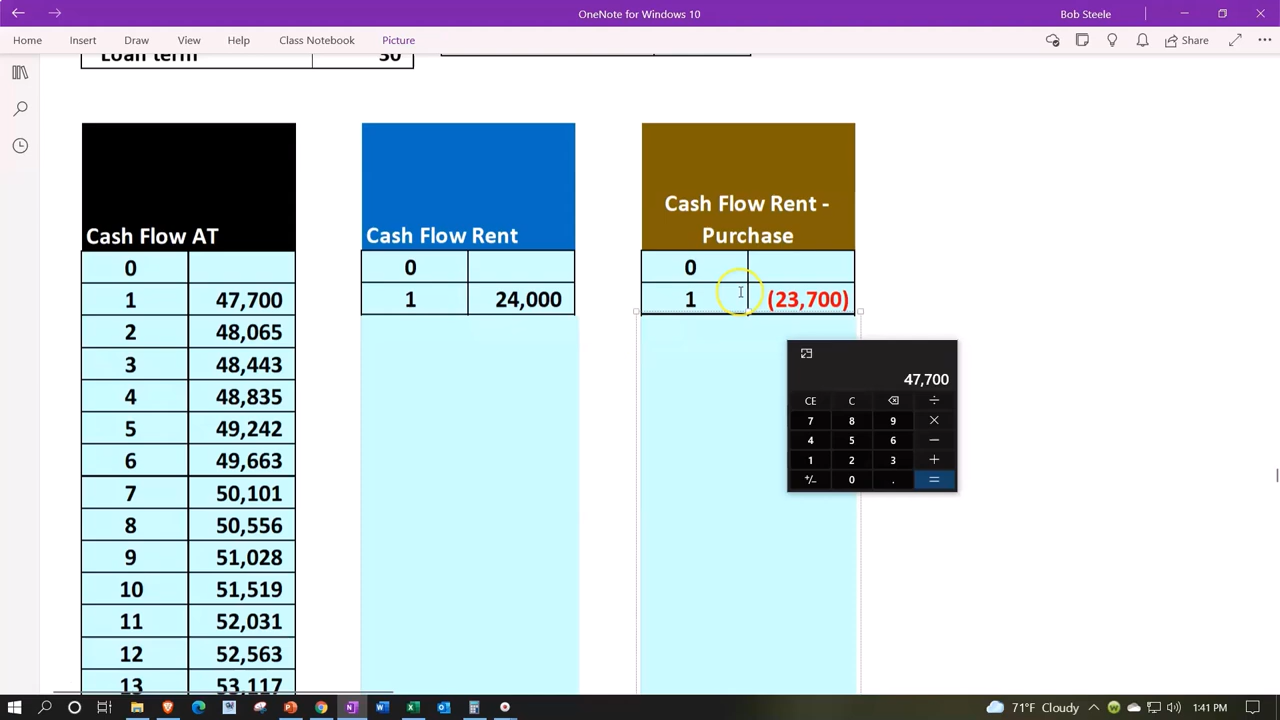 OneNote for Windows 10
Bob Steele
Home Insert Draw View Help Class Notebook Picture
Share
Loan term 30
Cash Flow AT
0
1 47,700
2 48,065
3 48,443
4 48,835
5 49,242
6 49,663
7 50,101
8 50,556
9 51,028
10 51,519
11 52,031
12 52,563
13 53,117
Cash Flow Rent
0
1 24,000
Cash Flow Rent -
Purchase
0
1 (23,700)
47,700
CE C ÷
7 8 9 ×
4 5 6 −
1 2 3 +
+/− 0 . =
71°F Cloudy
1:41 PM